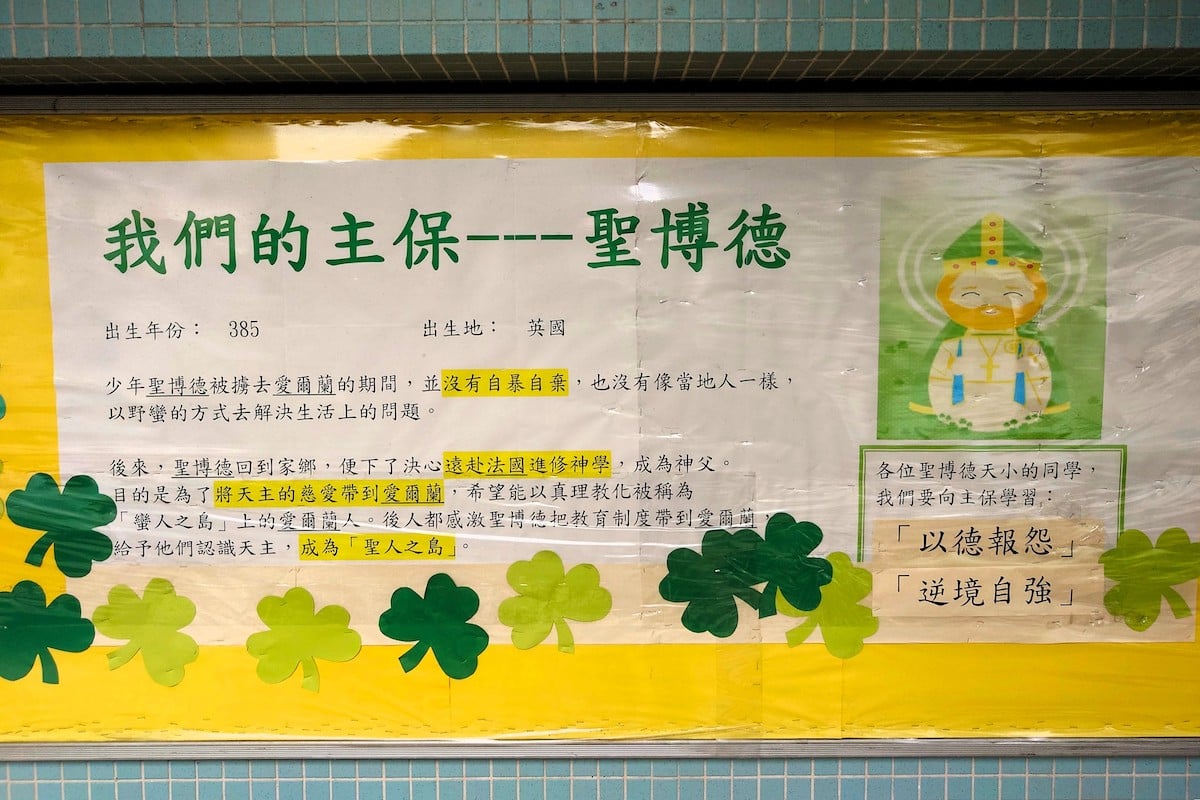 我們的主保---聖博德
出生年份： 385　出生地： 英國
少年聖博德被擄去愛爾蘭的期間，並沒有自暴自棄，也沒有像當地人一樣，
以野蠻的方式去解決生活上的問題。
後來，聖博德回到家鄉，便下了決心遠赴法國進修神學，成為神父。
目的是為了將天主的慈愛帶到愛爾蘭，希望能以真理教化被稱為
「蠻人之島」上的愛爾蘭人。後人都感激聖博德把教育制度帶到愛爾蘭，
給予他們認識天主，成為「聖人之島」。
各位聖博德天小的同學，
我們要向主保學習：
「以德報怨」
「逆境自強」